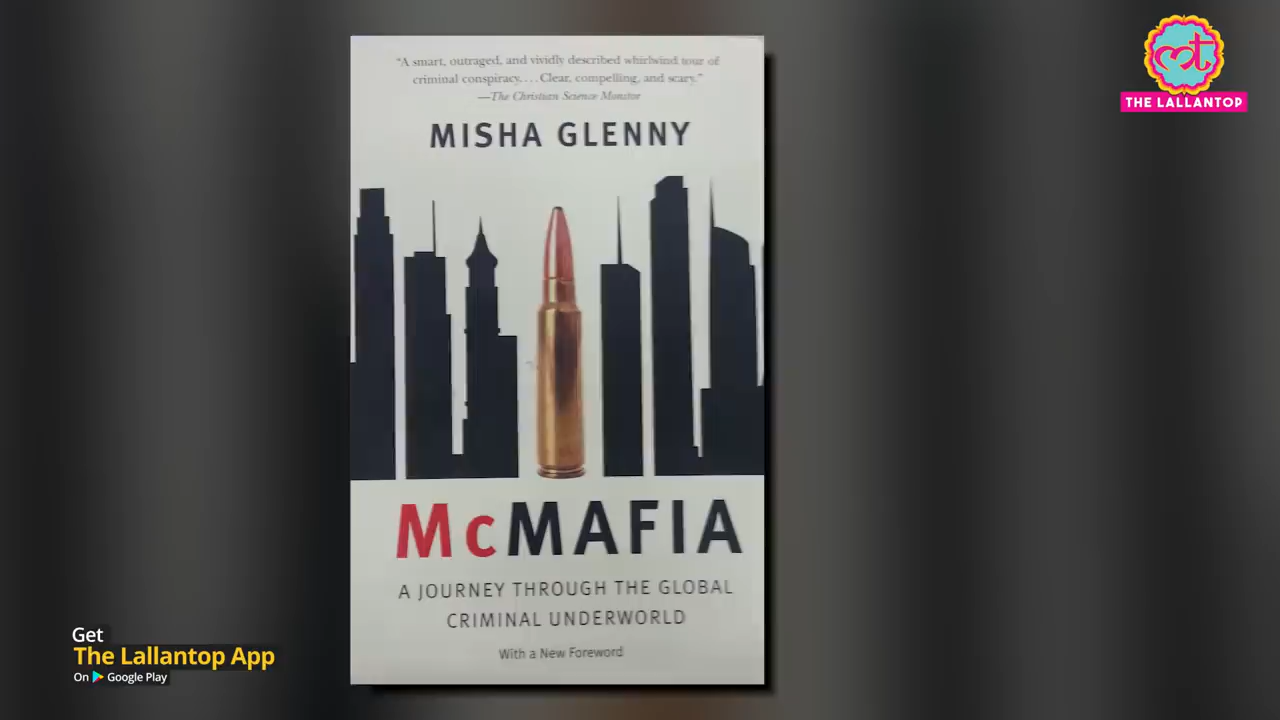 "A smart, outraged, and vividly described whirlwind tour of
criminal conspiracy.... Clear, compelling, and scary."
—The Christian Science Monitor
MISHA GLENNY
McMAFIA
A JOURNEY THROUGH THE GLOBAL
CRIMINAL UNDERWORLD
With a New Foreword
THE LALLANTOP
Get
The Lallantop App
On Google Play